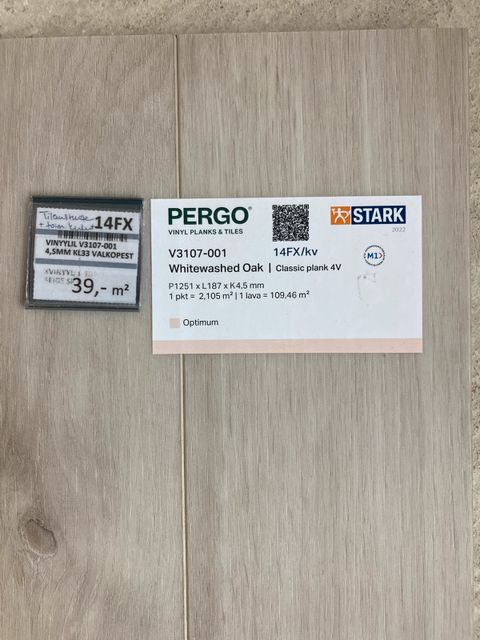 Tilaustuote
14FX
VINYYLIL V3107-001
4,5MM KL33 VALKOPEST
39,- m²
PERGO®
VINYL PLANKS & TILES
STARK
2022
V3107-001 14FX/kv
Whitewashed Oak | Classic plank 4V
M1
P1251 x L187 x K4,5 mm
1 pkt = 2,105 m² | 1 lava = 109,46 m²
Optimum